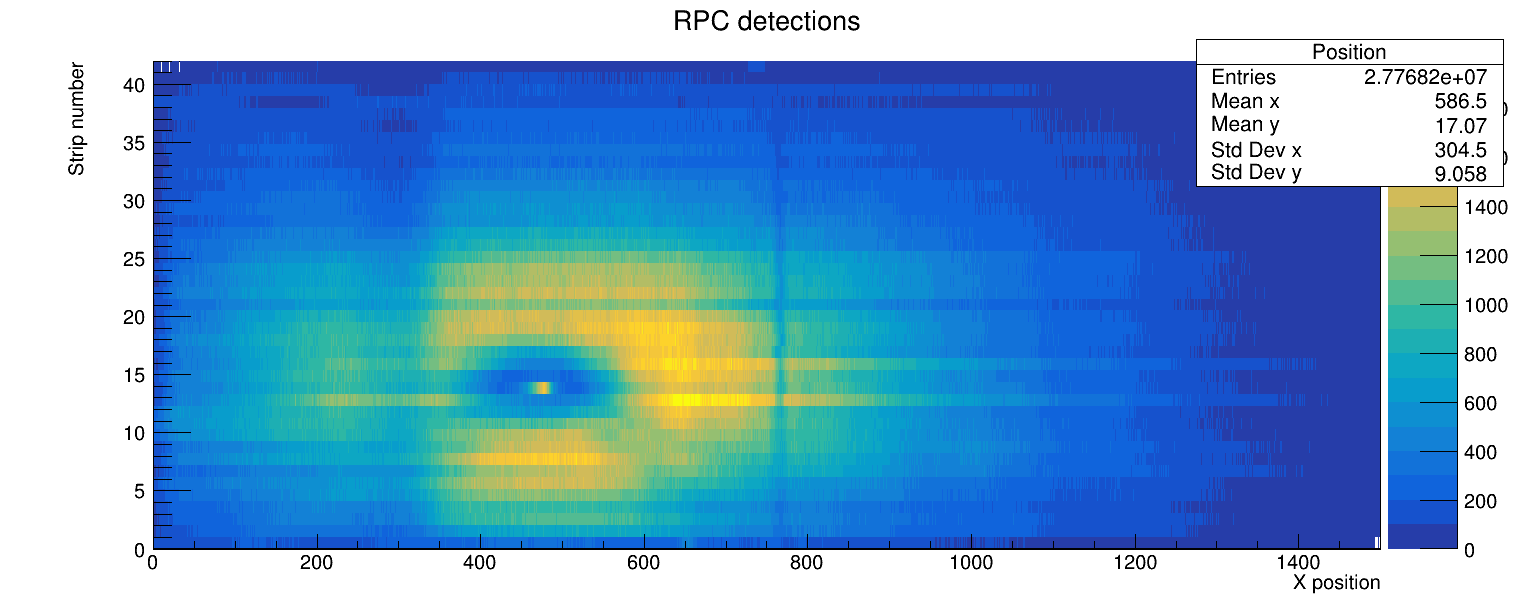 RPC detections
Strip number
40
35
30
25
20
15
10
5
0
Position
Entries 2.77682e+07
Mean x 586.5
Mean y 17.07
Std Dev x 304.5
Std Dev y 9.058
1400
1200
1000
800
600
400
200
0
0 200 400 600 800 1000 1200 1400
X position